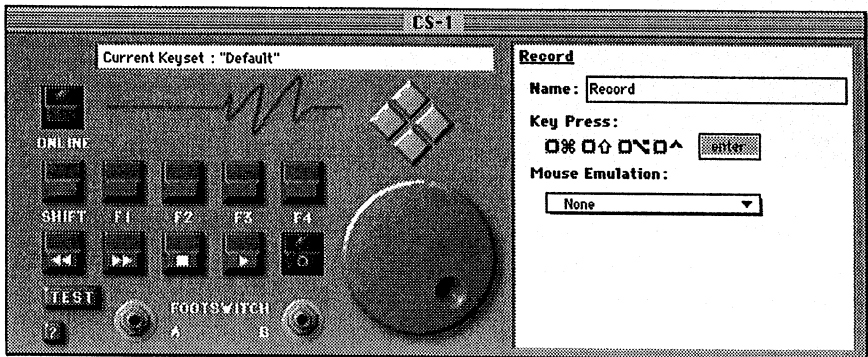 CS-1
Current Keyset : "Default"
ONLINE
SHIFT F1 F2 F3 F4
TEST
FOOTSWITCH
A B
?
Record
Name: Record
Key Press:
⌘ ⇧ ⌥ ^ enter
Mouse Emulation:
None